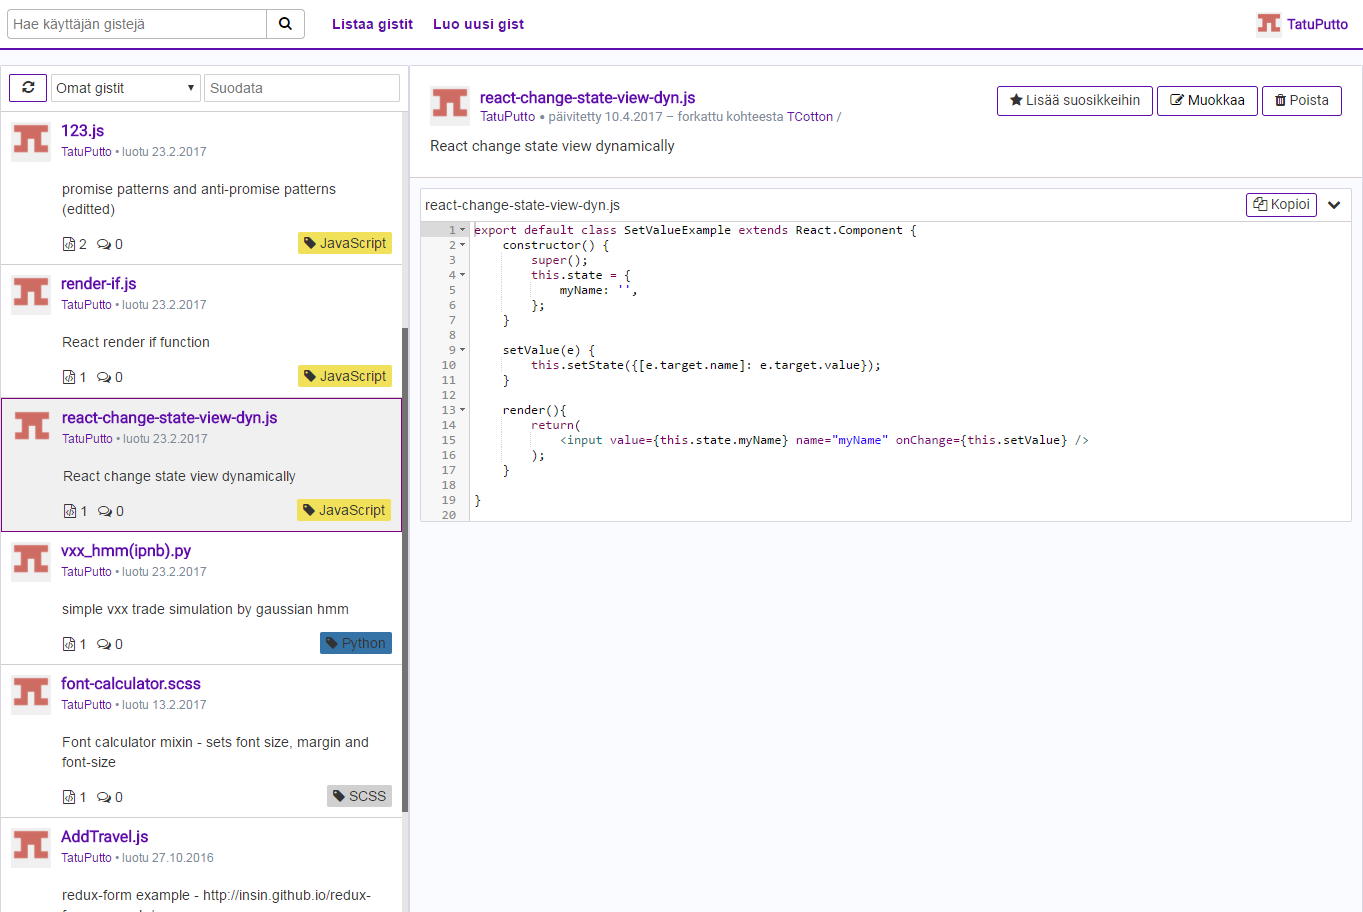 Hae käyttäjän gistejä
Listaa gistit
Luo uusi gist
TatuPutto
Omat gistit
Suodata
123.js
TatuPutto • luotu 23.2.2017
promise patterns and anti-promise patterns
(editted)
2 0
JavaScript
render-if.js
TatuPutto • luotu 23.2.2017
React render if function
1 0
JavaScript
react-change-state-view-dyn.js
TatuPutto • luotu 23.2.2017
React change state view dynamically
1 0
JavaScript
vxx_hmm(ipnb).py
TatuPutto • luotu 23.2.2017
simple vxx trade simulation by gaussian hmm
1 0
Python
font-calculator.scss
TatuPutto • luotu 13.2.2017
Font calculator mixin - sets font size, margin and
font-size
1 0
SCSS
AddTravel.js
TatuPutto • luotu 27.10.2016
redux-form example - http://insin.github.io/redux-
react-change-state-view-dyn.js
TatuPutto • päivitetty 10.4.2017 – forkattu kohteesta TCotton /
React change state view dynamically
Lisää suosikkeihin
Muokkaa
Poista
react-change-state-view-dyn.js
Kopioi
1 export default class SetValueExample extends React.Component {
2 constructor() {
3 super();
4 this.state = {
5 myName: '',
6 };
7 }
8
9 setValue(e) {
10 this.setState({[e.target.name]: e.target.value});
11 }
12
13 render(){
14 return(
15 <input value={this.state.myName} name="myName" onChange={this.setValue} />
16 );
17 }
18
19 }
20